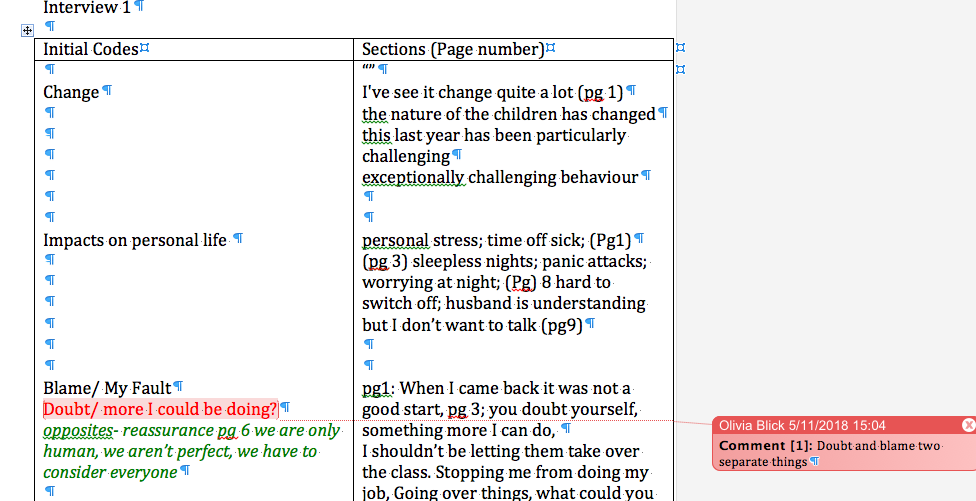 Interview 1
Initial Codes
Sections (Page number)
“”
Change
I've see it change quite a lot (pg 1)
the nature of the children has changed
this last year has been particularly
challenging
exceptionally challenging behaviour
Impacts on personal life
personal stress; time off sick; (Pg1)
(pg 3) sleepless nights; panic attacks;
worrying at night; (Pg) 8 hard to
switch off; husband is understanding
but I don’t want to talk (pg9)
Blame/ My Fault
Doubt/ more I could be doing?
opposites- reassurance pg 6 we are only
human, we aren’t perfect, we have to
consider everyone
pg1: When I came back it was not a
good start, pg 3; you doubt yourself,
something more I can do,
I shouldn’t be letting them take over
the class. Stopping me from doing my
job, Going over things, what could you
Olivia Blick 5/11/2018 15:04
Comment [1]: Doubt and blame two
separate things